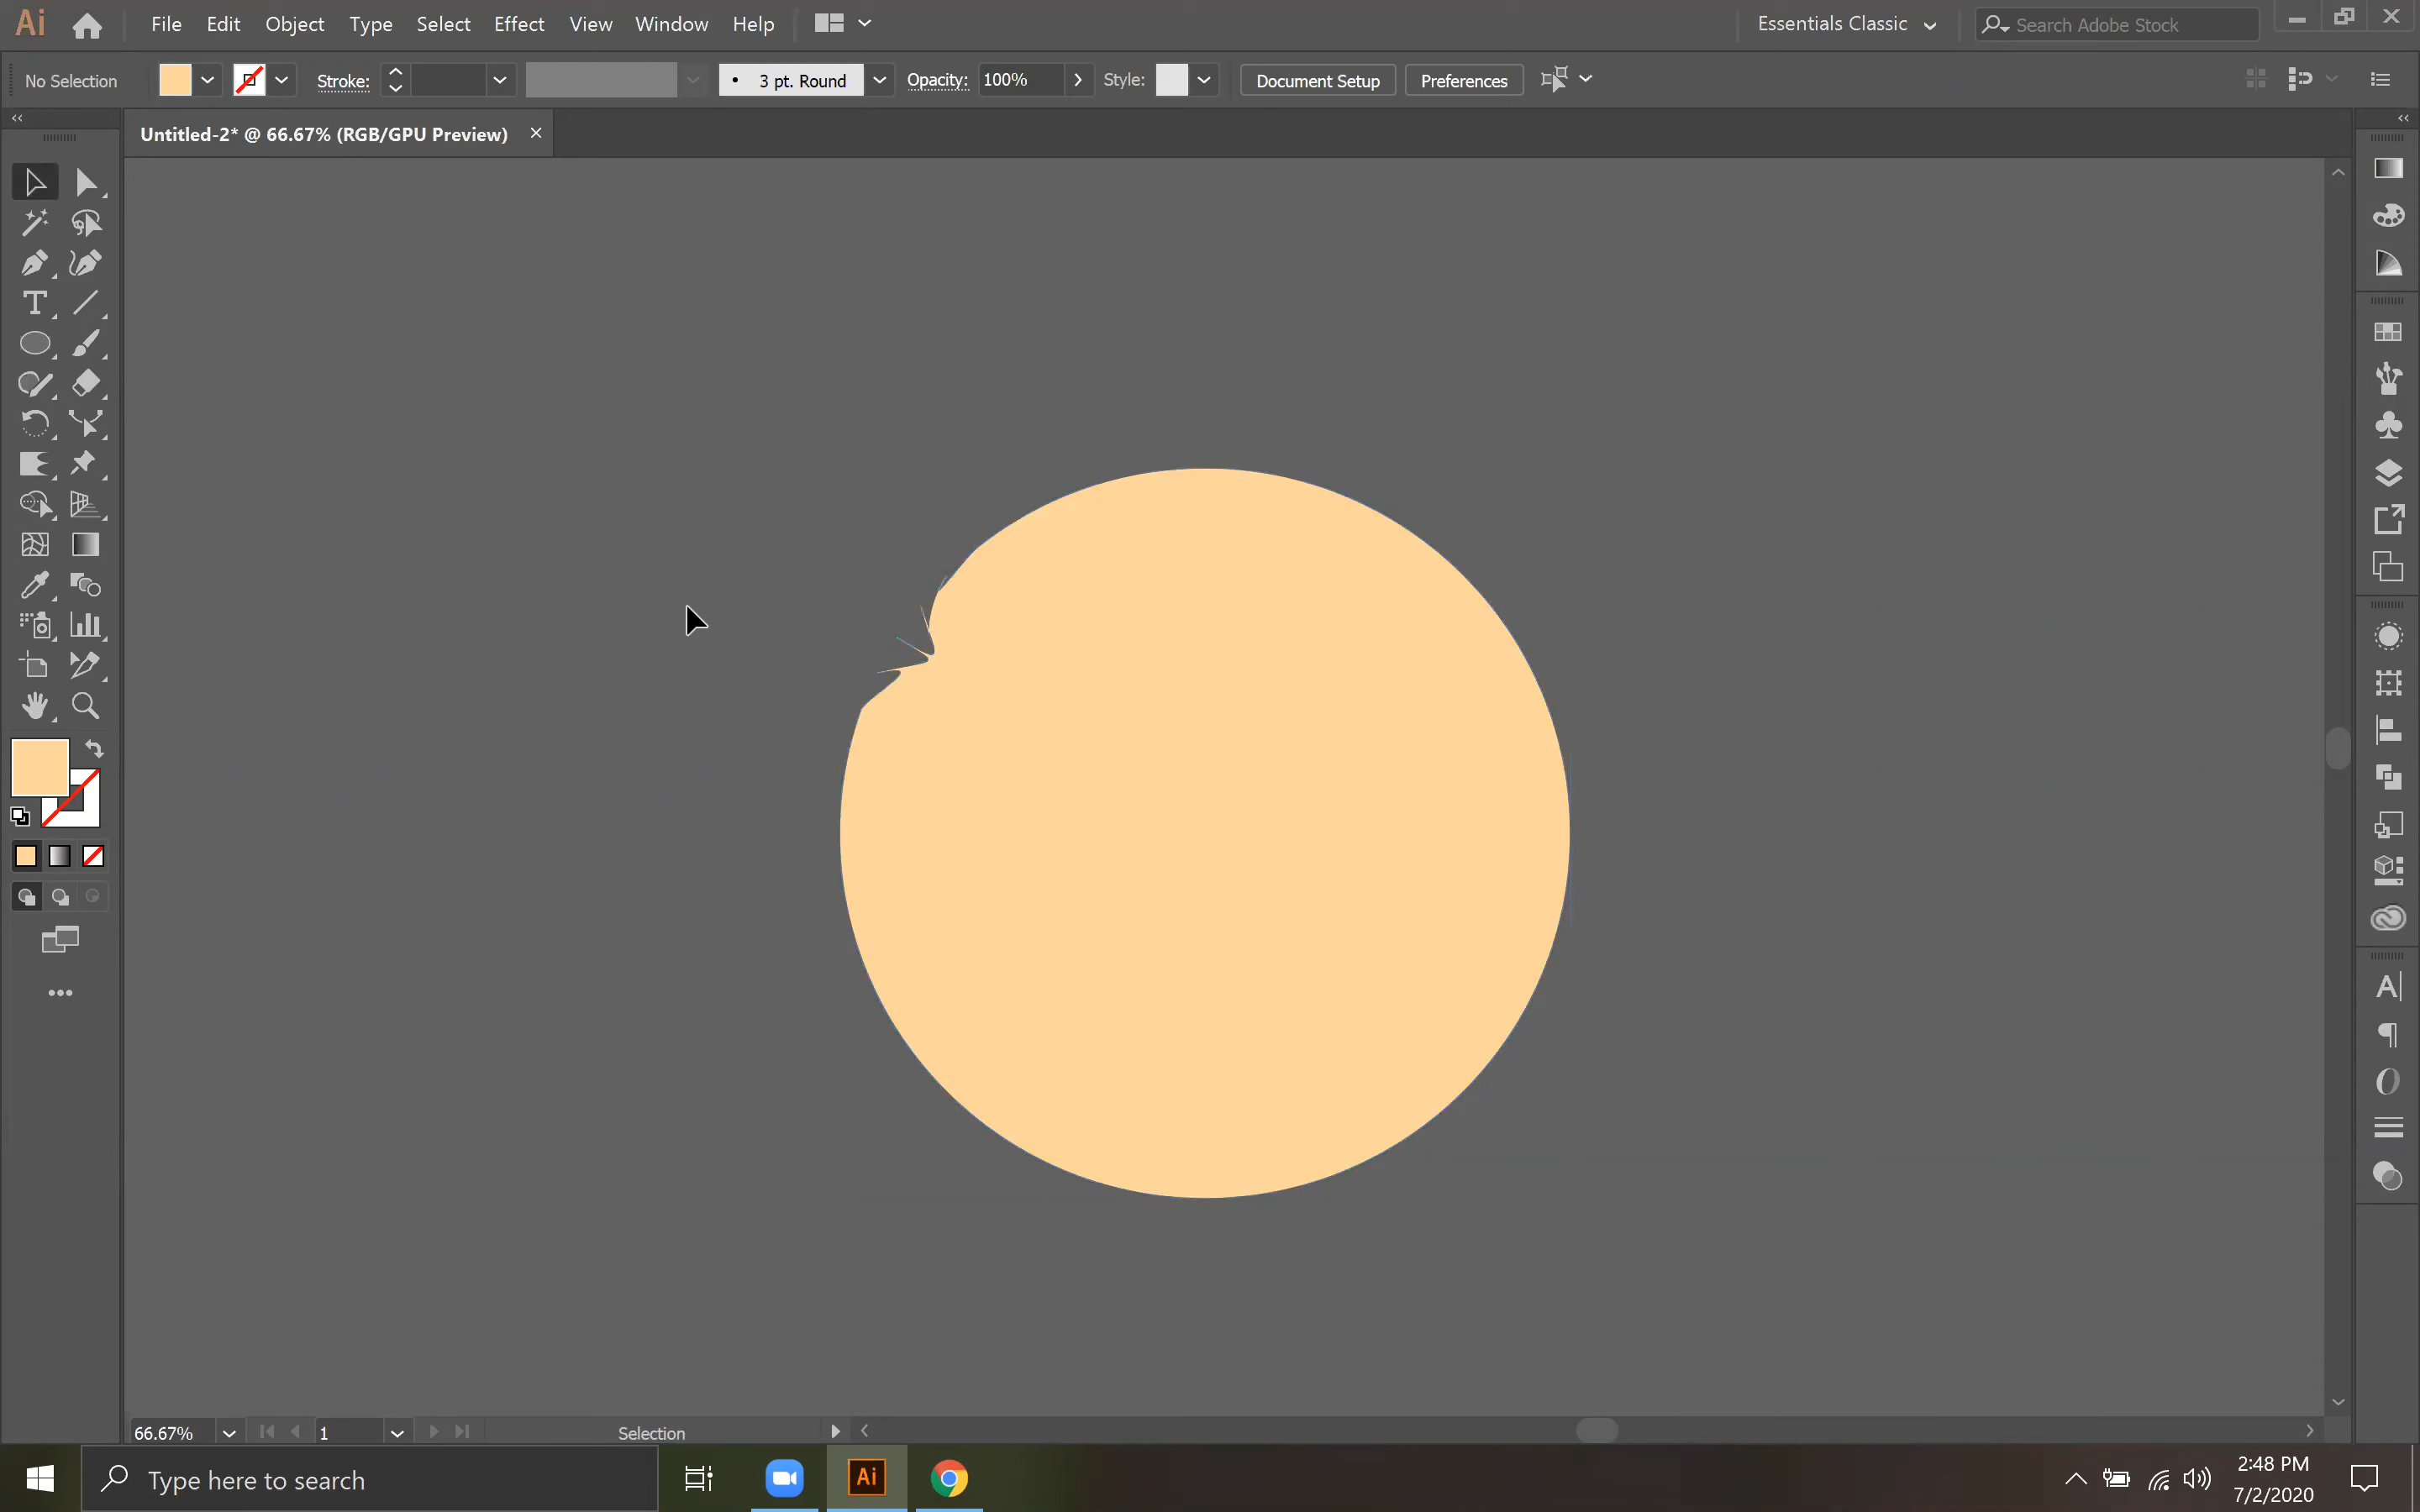 Ai File Edit Object Type Select Effect View Window Help Essentials Classic Search Adobe Stock
No Selection Stroke: 3 pt. Round Opacity: 100% Style: Document Setup Preferences
Untitled-2* @ 66.67% (RGB/GPU Preview)
66.67% 1 Selection
Type here to search Ai 2:48 PM
7/2/2020